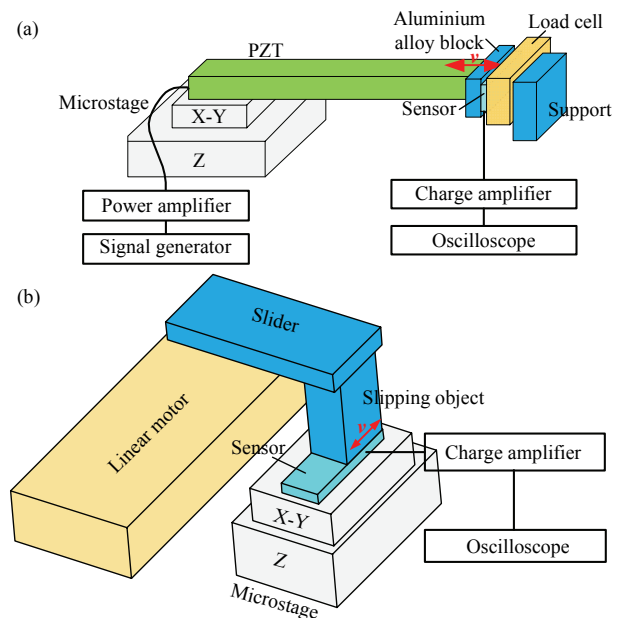 (a)
Aluminium
alloy block
Load cell
PZT
v
Microstage
Sensor
Support
X-Y
Z
Power amplifier
Charge amplifier
Signal generator
Oscilloscope
(b)
Slider
Slipping object
v
Linear motor
Sensor
Charge amplifier
X-Y
Z
Oscilloscope
Microstage